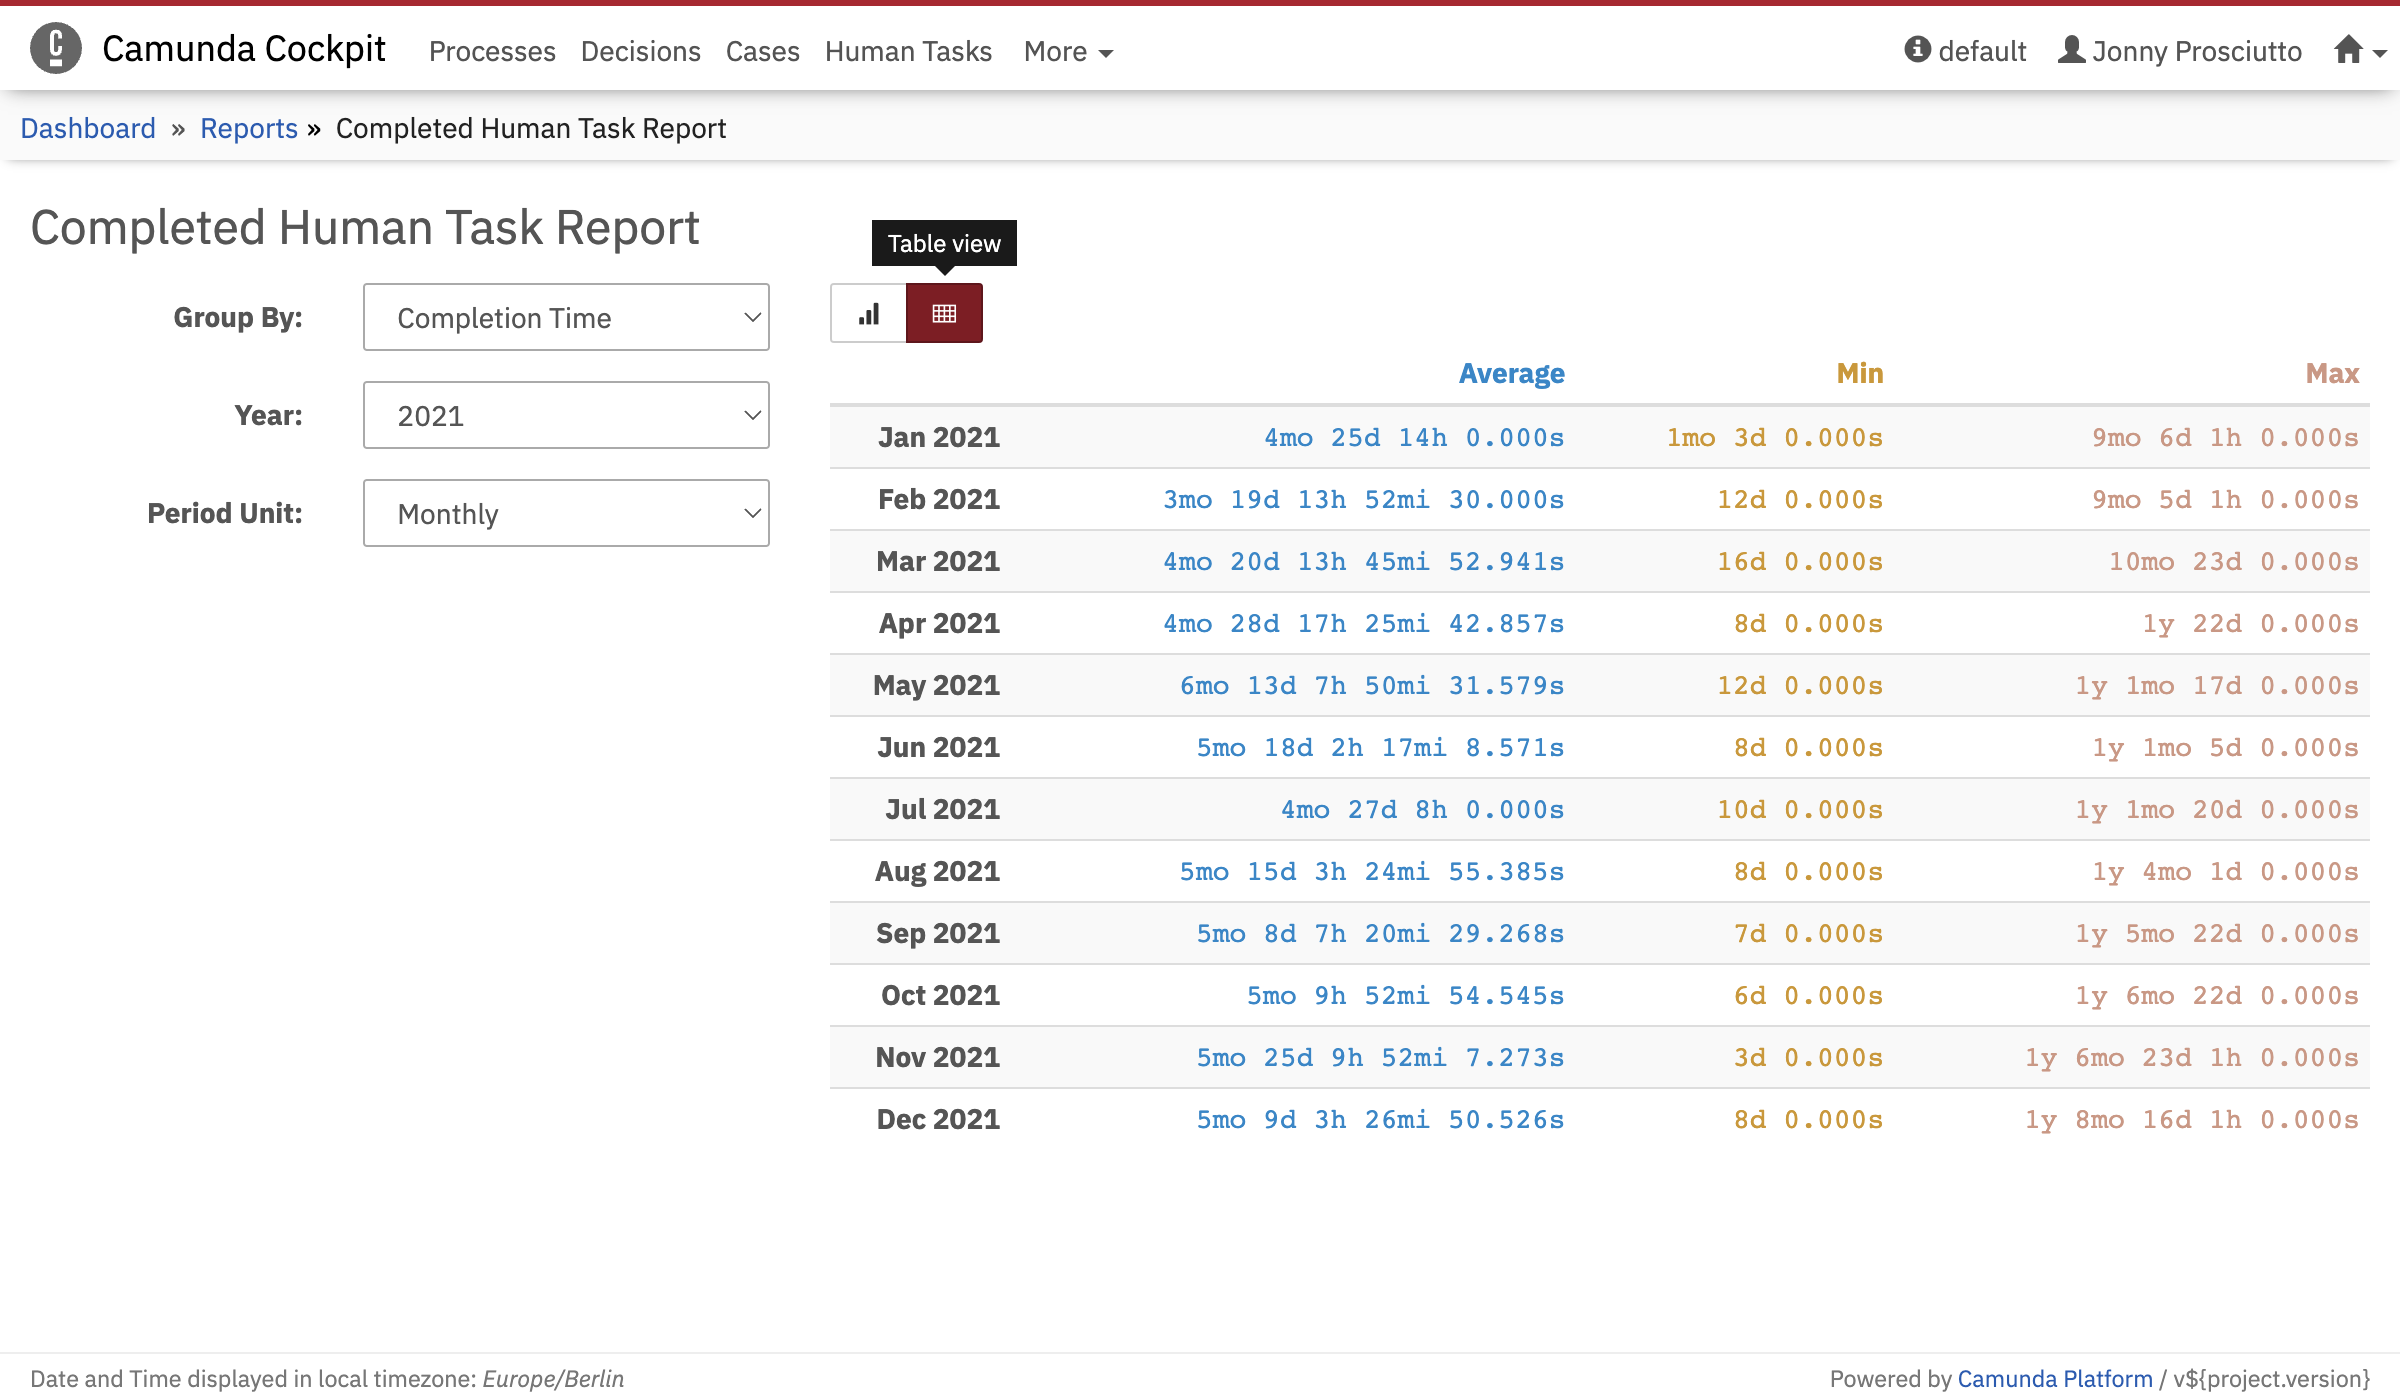 Camunda Cockpit Processes Decisions Cases Human Tasks More default Jonny Prosciutto
Dashboard » Reports » Completed Human Task Report
Completed Human Task Report
Table view
Group By: Completion Time
Year: 2021
Period Unit: Monthly
Average Min Max
Jan 2021 4mo 25d 14h 0.000s 1mo 3d 0.000s 9mo 6d 1h 0.000s
Feb 2021 3mo 19d 13h 52mi 30.000s 12d 0.000s 9mo 5d 1h 0.000s
Mar 2021 4mo 20d 13h 45mi 52.941s 16d 0.000s 10mo 23d 0.000s
Apr 2021 4mo 28d 17h 25mi 42.857s 8d 0.000s 1y 22d 0.000s
May 2021 6mo 13d 7h 50mi 31.579s 12d 0.000s 1y 1mo 17d 0.000s
Jun 2021 5mo 18d 2h 17mi 8.571s 8d 0.000s 1y 1mo 5d 0.000s
Jul 2021 4mo 27d 8h 0.000s 10d 0.000s 1y 1mo 20d 0.000s
Aug 2021 5mo 15d 3h 24mi 55.385s 8d 0.000s 1y 4mo 1d 0.000s
Sep 2021 5mo 8d 7h 20mi 29.268s 7d 0.000s 1y 5mo 22d 0.000s
Oct 2021 5mo 9h 52mi 54.545s 6d 0.000s 1y 6mo 22d 0.000s
Nov 2021 5mo 25d 9h 52mi 7.273s 3d 0.000s 1y 6mo 23d 1h 0.000s
Dec 2021 5mo 9d 3h 26mi 50.526s 8d 0.000s 1y 8mo 16d 1h 0.000s
Date and Time displayed in local timezone: Europe/Berlin
Powered by Camunda Platform / v${project.version}